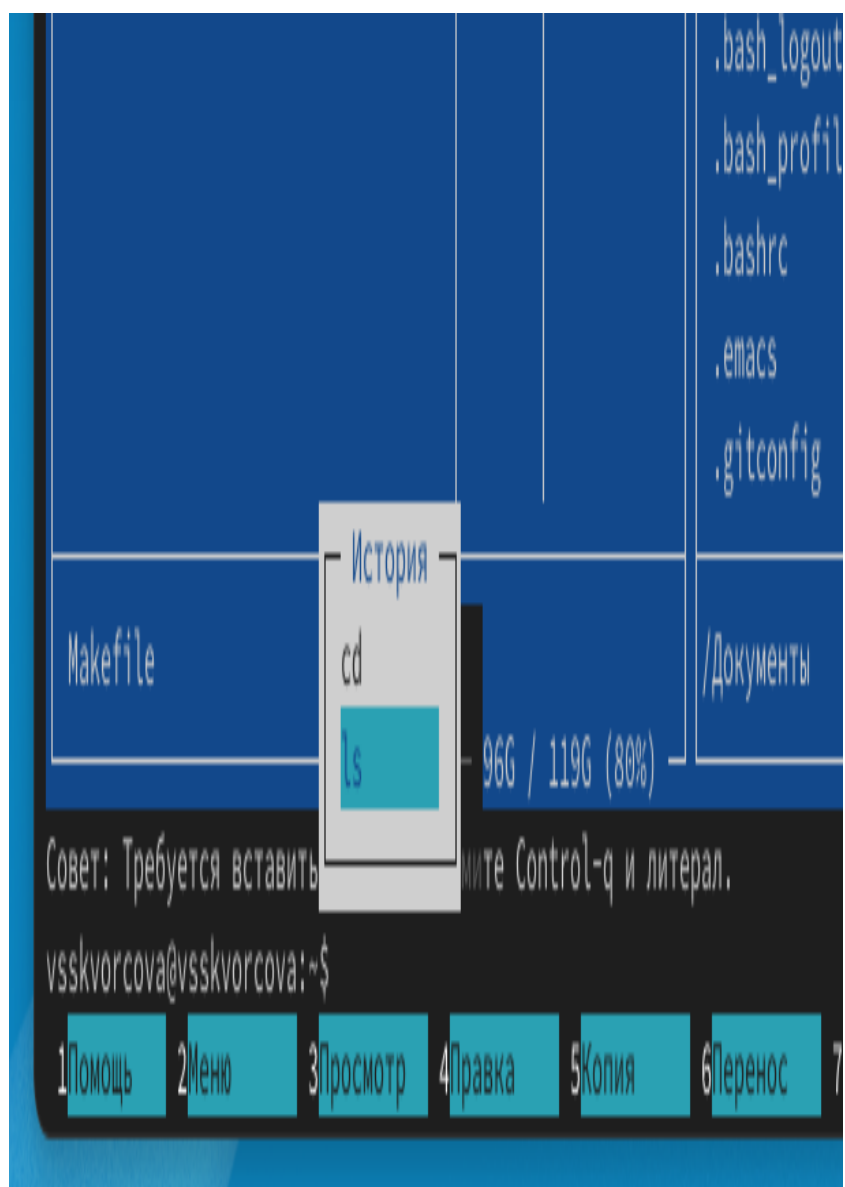 .bash_logout
.bash_profil
.bashrc
.emacs
.gitconfig
История
Makefile
cd
/Документы
ls
96G / 119G (80%)
Совет: Требуется вставить мите Control-q и литерал.
vsskvorcova@vsskvorcova:~$
1Помощь 2Меню 3Просмотр 4Правка 5Копия 6Перенос 7